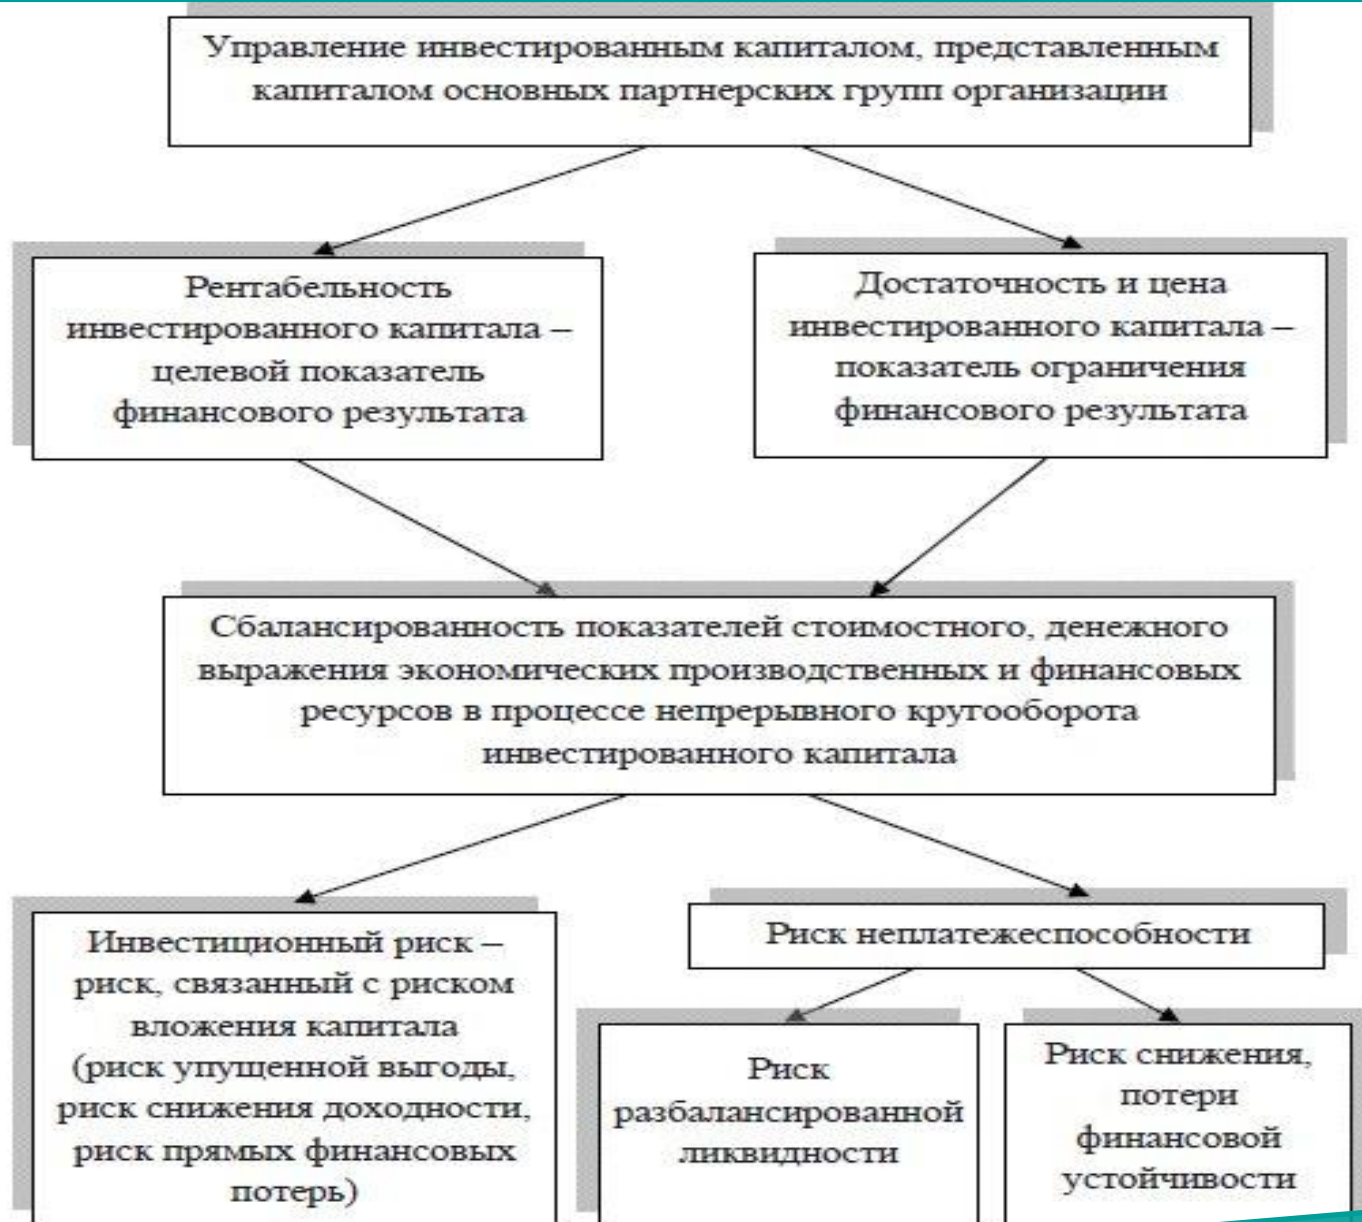 Управление инвестированным капиталом, представленным
капиталом основных партнерских групп организации
Рентабельность
инвестированного капитала –
целевой показатель
финансового результата
Достаточность и цена
инвестированного капитала –
показатель ограничения
финансового результата
Сбалансированность показателей стоимостного, денежного
выражения экономических производственных и финансовых
ресурсов в процессе непрерывного кругооборота
инвестированного капитала
Инвестиционный риск –
риск, связанный с риском
вложения капитала
(риск упущенной выгоды,
риск снижения доходности,
риск прямых финансовых
потерь)
Риск неплатежеспособности
Риск
разбалансированной
ликвидности
Риск снижения,
потери
финансовой
устойчивости